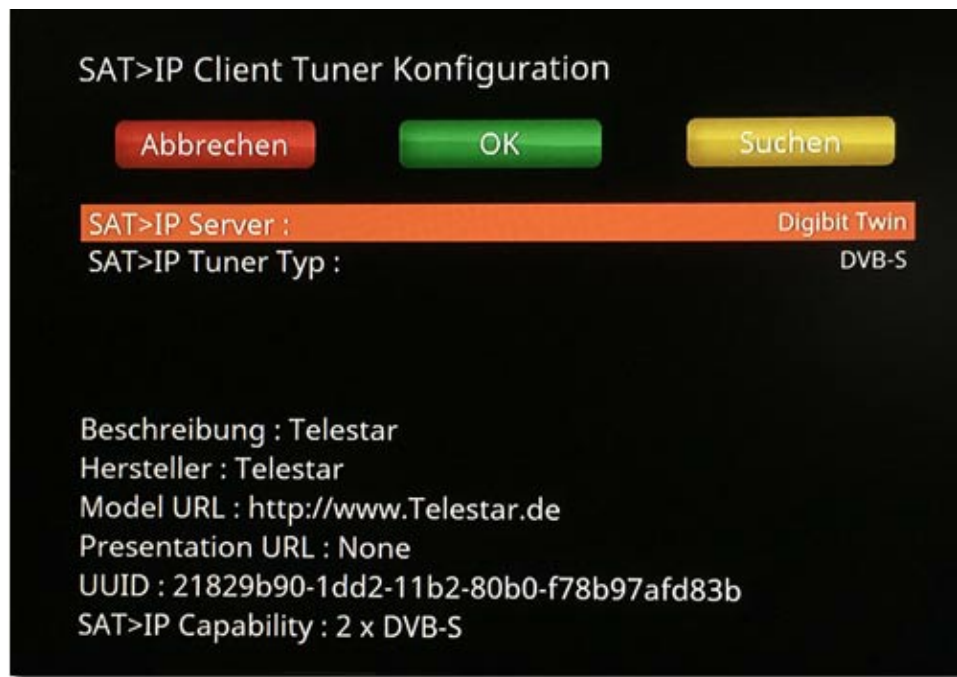 SAT>IP Client Tuner Konfiguration
Abbrechen OK Suchen
SAT>IP Server : Digibit Twin
SAT>IP Tuner Typ : DVB-S
Beschreibung : Telestar
Hersteller : Telestar
Model URL : http://www.Telestar.de
Presentation URL : None
UUID : 21829b90-1dd2-11b2-80b0-f78b97afd83b
SAT>IP Capability : 2 x DVB-S